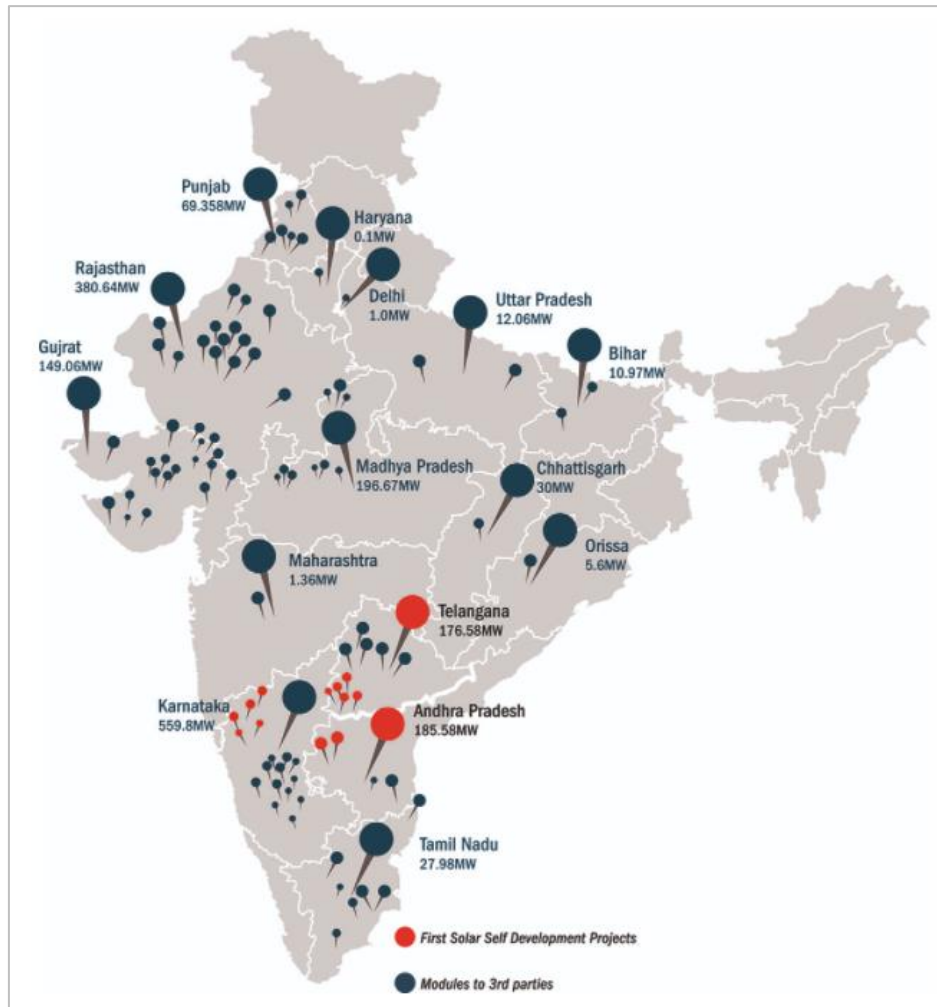 Punjab
69.358MW
Haryana
0.1MW
Rajasthan
380.64MW
Delhi
1.0MW
Uttar Pradesh
12.06MW
Gujrat
149.06MW
Bihar
10.97MW
Madhya Pradesh
196.67MW
Chhattisgarh
30MW
Orissa
5.6MW
Maharashtra
1.36MW
Telangana
176.58MW
Karnataka
559.8MW
Andhra Pradesh
185.58MW
Tamil Nadu
27.98MW
First Solar Self Development Projects
Modules to 3rd parties